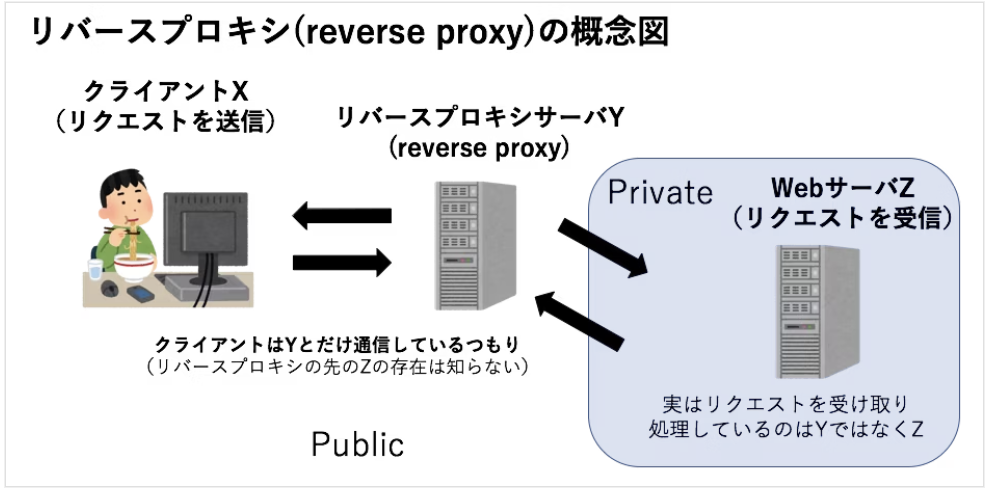 リバースプロキシ(reverse proxy)の概念図
クライアントX
（リクエストを送信）
リバースプロキシサーバY
(reverse proxy)
Private
WebサーバZ
（リクエストを受信）
クライアントはYとだけ通信しているつもり
（リバースプロキシの先のZの存在は知らない）
実はリクエストを受け取り
処理しているのはYではなくZ
Public